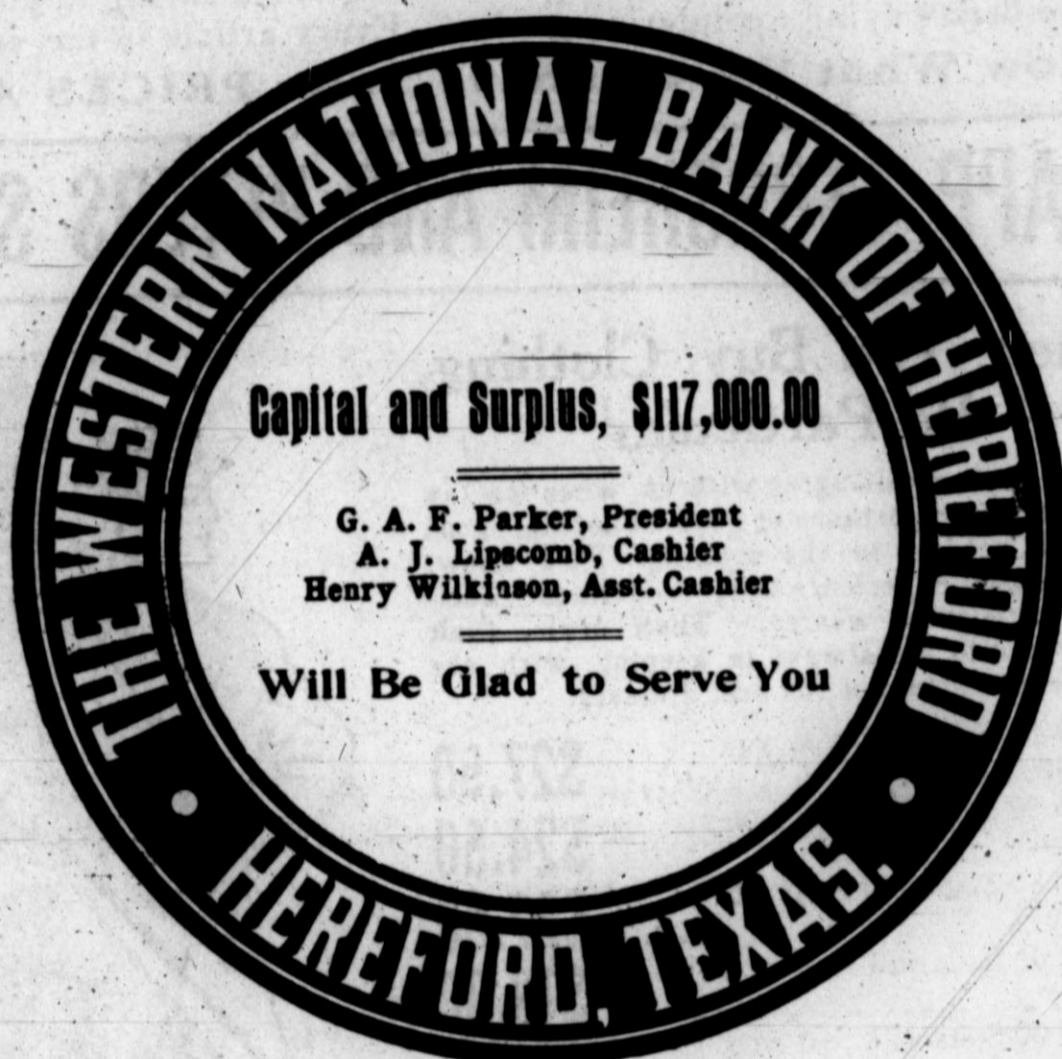 THE WESTERN NATIONAL BANK OF HEREFORD
Capital and Surplus, $117,000.00
G. A. F. Parker, President
A. J. Lipscomb, Cashier
Henry Wilkinson, Asst. Cashier
Will Be Glad to Serve You
HEREFORD, TEXAS.